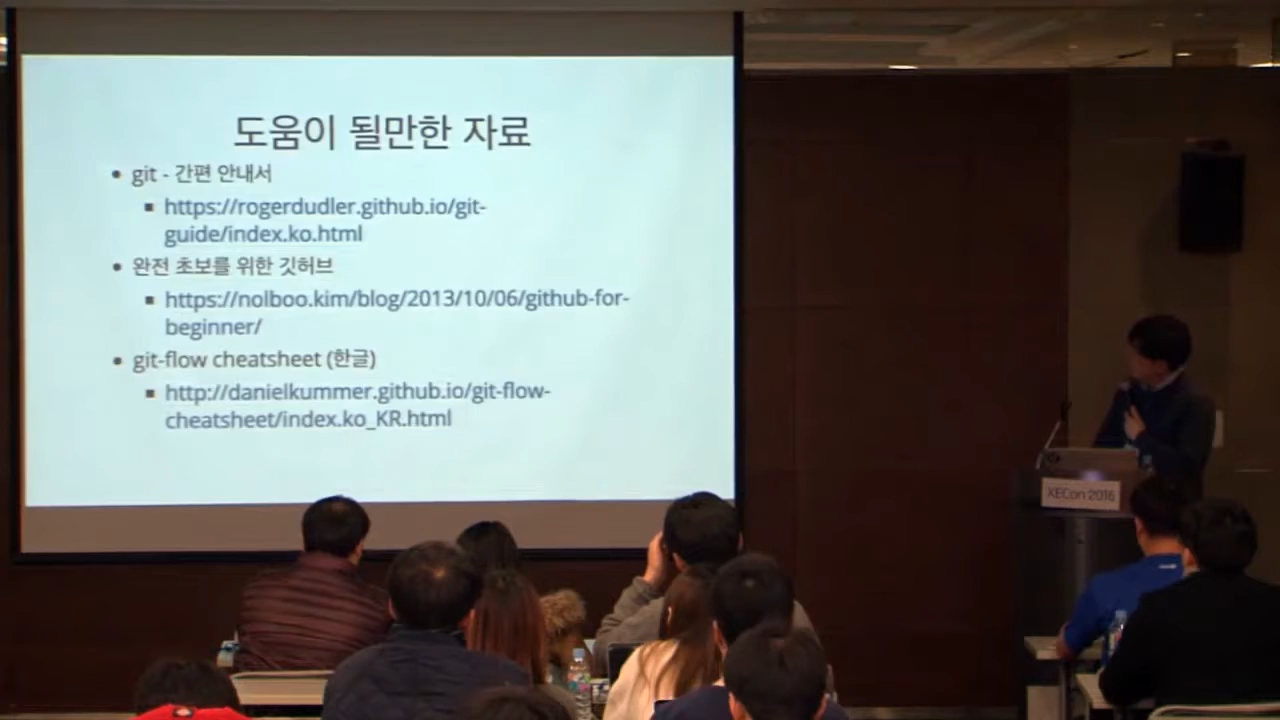 도움이 될만한 자료
• git - 간편 안내서
▪ https://rogerdudler.github.io/git-
guide/index.ko.html
• 완전 초보를 위한 깃허브
▪ https://nolboo.kim/blog/2013/10/06/github-for-
beginner/
• git-flow cheatsheet (한글)
▪ http://danielkummer.github.io/git-flow-
cheatsheet/index.ko_KR.html
XECon 2016